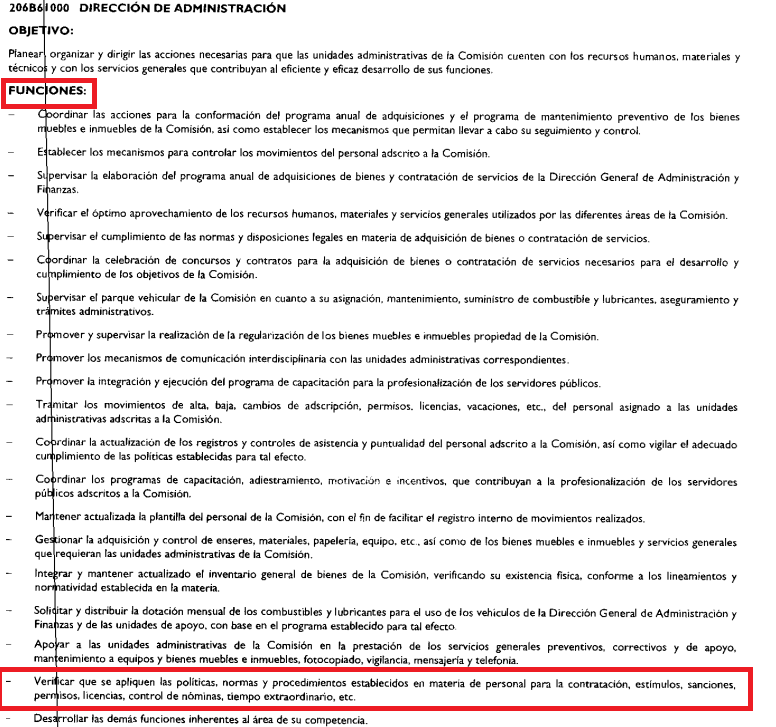 206B61000 DIRECCIÓN DE ADMINISTRACIÓN
OBJETIVO:
Planear, organizar y dirigir las acciones necesarias para que las unidades administrativas de la Comisión cuenten con los recursos humanos, materiales y
técnicos y con los servicios generales que contribuyan al eficiente y eficaz desarrollo de sus funciones.
FUNCIONES:
– Coordinar las acciones para la conformación del programa anual de adquisiciones y el programa de mantenimiento preventivo de los bienes
muebles e inmuebles de la Comisión, así como establecer los mecanismos que permitan llevar a cabo su seguimiento y control.
– Establecer los mecanismos para controlar los movimientos del personal adscrito a la Comisión.
– Supervisar la elaboración del programa anual de adquisiciones de bienes y contratación de servicios de la Dirección General de Administración y
Finanzas.
– Verificar el óptimo aprovechamiento de los recursos humanos, materiales y servicios generales utilizados por las diferentes áreas de la Comisión.
– Supervisar el cumplimiento de las normas y disposiciones legales en materia de adquisición de bienes o contratación de servicios.
– Coordinar la celebración de concursos y contratos para la adquisición de bienes o contratación de servicios necesarios para el desarrollo y
cumplimiento de los objetivos de la Comisión.
– Supervisar el parque vehicular de la Comisión en cuanto a su asignación, mantenimiento, suministro de combustible y lubricantes, aseguramiento y
trámites administrativos.
– Promover y supervisar la realización de la regularización de los bienes muebles e inmuebles propiedad de la Comisión.
– Promover los mecanismos de comunicación interdisciplinaria con las unidades administrativas correspondientes.
– Promover la integración y ejecución del programa de capacitación para la profesionalización de los servidores públicos.
– Tramitar los movimientos de alta, baja, cambios de adscripción, permisos, licencias, vacaciones, etc., del personal asignado a las unidades
administrativas adscritas a la Comisión.
– Coordinar la actualización de los registros y controles de asistencia y puntualidad del personal adscrito a la Comisión, así como vigilar el adecuado
cumplimiento de las políticas establecidas para tal efecto.
– Coordinar los programas de capacitación, adiestramiento, motivación e incentivos, que contribuyan a la profesionalización de los servidores
públicos adscritos a la Comisión.
– Mantener actualizada la plantilla del personal de la Comisión, con el fin de facilitar el registro interno de movimientos realizados.
– Gestionar la adquisición y control de enseres, materiales, papelería, equipo, etc., así como de los bienes muebles e inmuebles y servicios generales
que requieran las unidades administrativas de la Comisión.
– Integrar y mantener actualizado el inventario general de bienes de la Comisión, verificando su existencia física, conforme a los lineamientos y
normatividad establecida en la materia.
– Solicitar y distribuir la dotación mensual de los combustibles y lubricantes para el uso de los vehículos de la Dirección General de Administración y
Finanzas y de las unidades de apoyo, con base en el programa establecido para tal efecto.
– Apoyar a las unidades administrativas de la Comisión en la prestación de los servicios generales preventivos, correctivos y de apoyo,
mantenimiento a equipos y bienes muebles e inmuebles, fotocopiado, vigilancia, mensajería y telefonía.
– Verificar que se apliquen las políticas, normas y procedimientos establecidos en materia de personal para la contratación, estímulos, sanciones,
permisos, licencias, control de nóminas, tiempo extraordinario, etc.
– Desarrollar las demás funciones inherentes al área de su competencia.